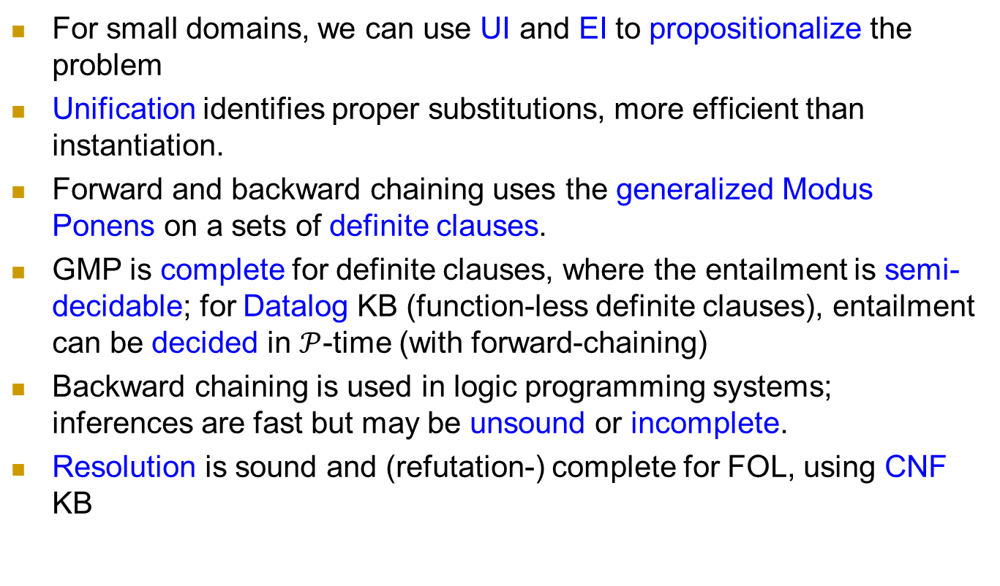 For small domains, we can use UI and EI to propositionalize the
problem
Unification identifies proper substitutions, more efficient than
instantiation.
Forward and backward chaining uses the generalized Modus
Ponens on a sets of definite clauses.
GMP is complete for definite clauses, where the entailment is semi-
decidable; for Datalog KB (function-less definite clauses), entailment
can be decided in 𝒫-time (with forward-chaining)
Backward chaining is used in logic programming systems;
inferences are fast but may be unsound or incomplete.
Resolution is sound and (refutation-) complete for FOL, using CNF
KB